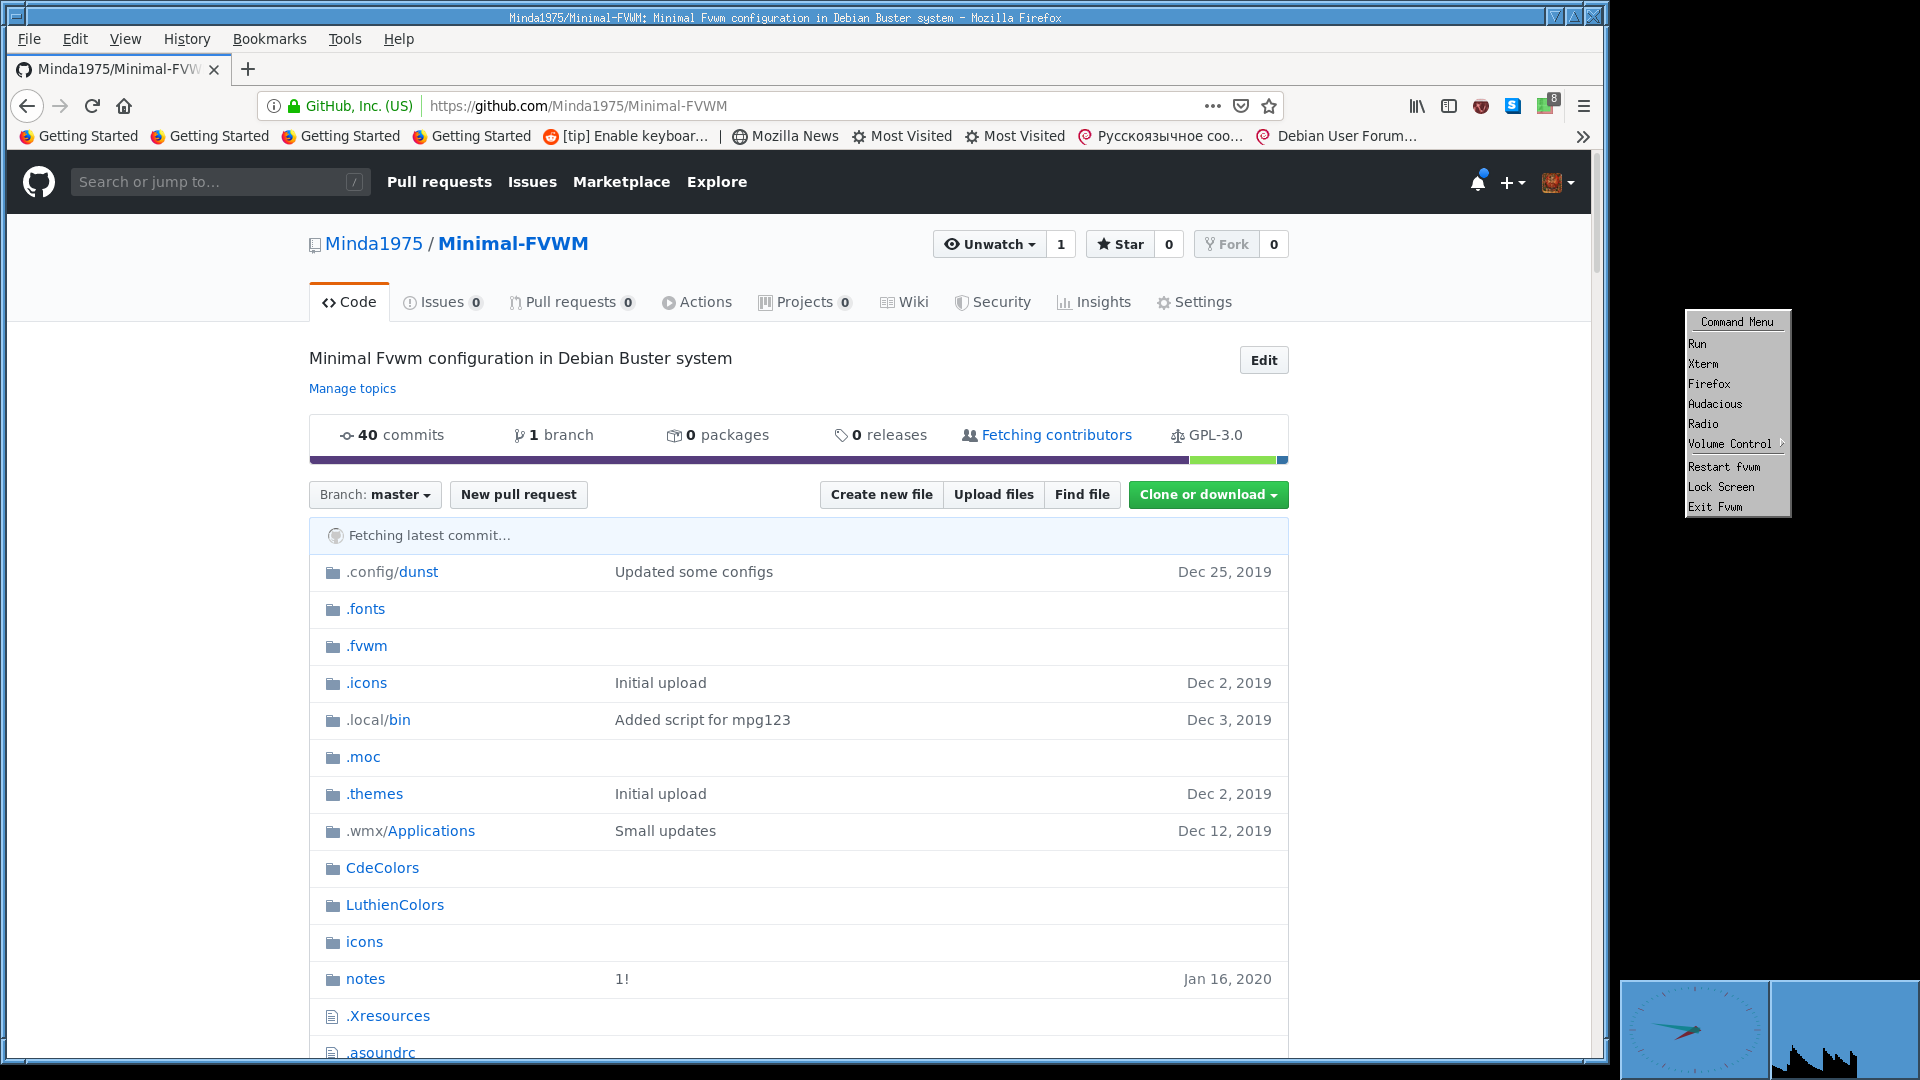 Minda1975/Minimal-FVWM: Minimal Fvwm configuration in Debian Buster system - Mozilla Firefox
File Edit View History Bookmarks Tools Help
Minda1975/Minimal-FVW
GitHub, Inc. (US) https://github.com/Minda1975/Minimal-FVWM 8
Getting Started Getting Started Getting Started Getting Started [tip] Enable keyboar… | Mozilla News Most Visited Most Visited Русскоязычное соо… Debian User Forum…
Search or jump to… / Pull requests Issues Marketplace Explore
Minda1975 / Minimal-FVWM Unwatch 1 Star 0 Fork 0
Code Issues 0 Pull requests 0 Actions Projects 0 Wiki Security Insights Settings
Minimal Fvwm configuration in Debian Buster system Edit
Manage topics
40 commits 1 branch 0 packages 0 releases Fetching contributors GPL-3.0
Branch: master New pull request Create new file Upload files Find file Clone or download
Fetching latest commit…
.config/dunst Updated some configs Dec 25, 2019
.fonts
.fvwm
.icons Initial upload Dec 2, 2019
.local/bin Added script for mpg123 Dec 3, 2019
.moc
.themes Initial upload Dec 2, 2019
.wmx/Applications Small updates Dec 12, 2019
CdeColors
LuthienColors
icons
notes 1! Jan 16, 2020
.Xresources
.asoundrc
Command Menu
Run
Xterm
Firefox
Audacious
Radio
Volume Control
Restart fvwm
Lock Screen
Exit Fvwm